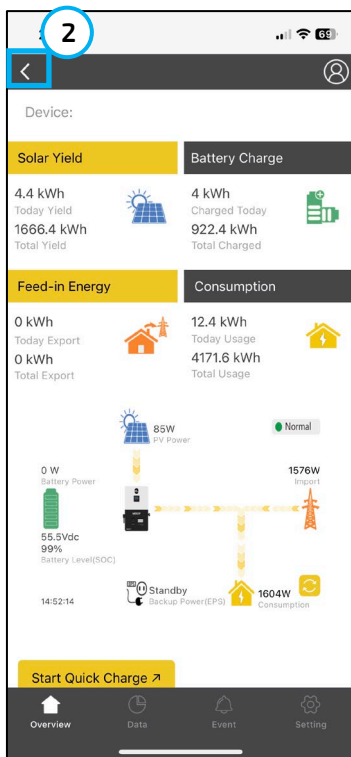 2
69
Device:
Solar Yield
Battery Charge
4.4 kWh
Today Yield
1666.4 kWh
Total Yield
4 kWh
Charged Today
922.4 kWh
Total Charged
Feed-in Energy
Consumption
0 kWh
Today Export
0 kWh
Total Export
12.4 kWh
Today Usage
4171.6 kWh
Total Usage
85W
PV Power
Normal
0 W
Battery Power
1576W
Import
55.5Vdc
99%
Battery Level(SOC)
EPS
Standby
Backup Power(EPS)
1604W
Consumption
14:52:14
Start Quick Charge ↗
Overview
Data
Event
Setting